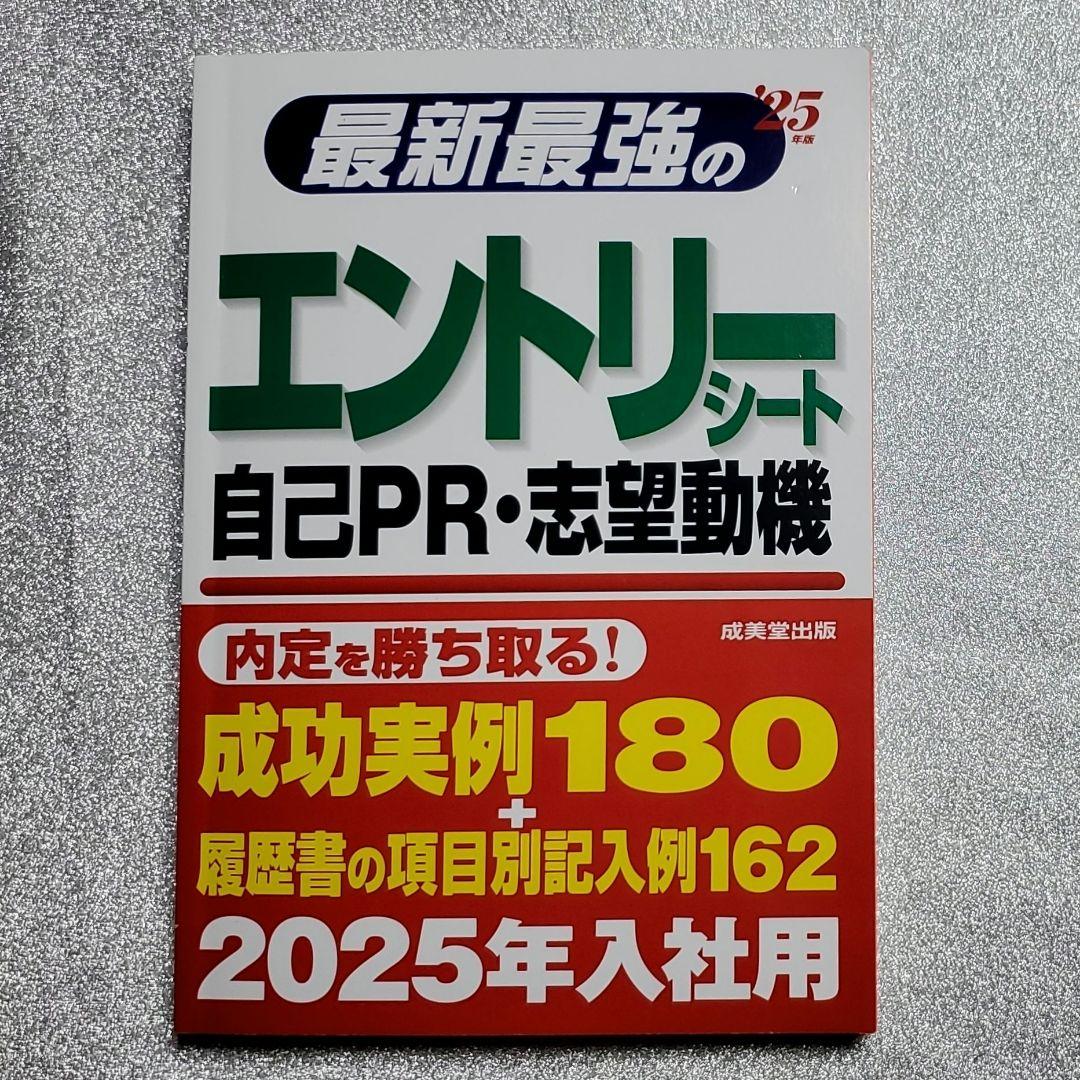 最新最強の
'25
年版
エントリー
シート
自己PR・志望動機
成美堂出版
内定を勝ち取る!
成功実例180
+
履歴書の項目別記入例162
2025年入社用